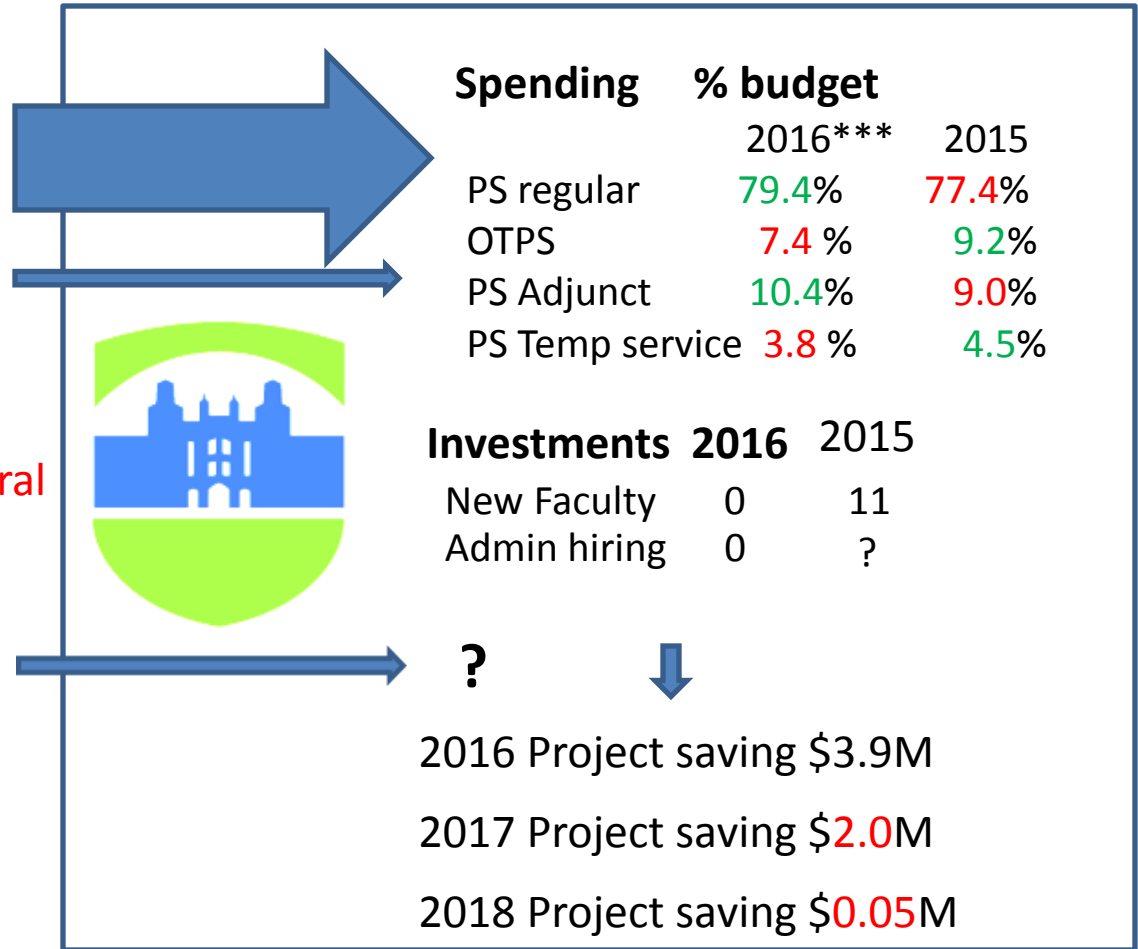 Spending % budget
2016*** 2015
PS regular 79.4% 77.4%
OTPS 7.4 % 9.2%
PS Adjunct 10.4% 9.0%
PS Temp service 3.8 % 4.5%
Investments 2016 2015
New Faculty 0 11
ral
Admin hiring 0 ?
?
2016 Project saving $3.9M
2017 Project saving $2.0M
2018 Project saving $0.05M